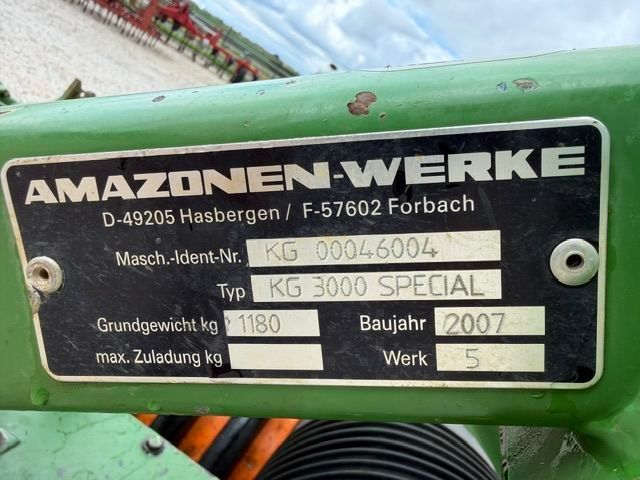 AMAZONEN-WERKE
D-49205 Hasbergen / F-57602 Forbach
Masch.-Ident-Nr. KG 00046004
Typ KG 3000 SPECIAL
Grundgewicht kg 1180 Baujahr 2007
max. Zuladung kg Werk 5